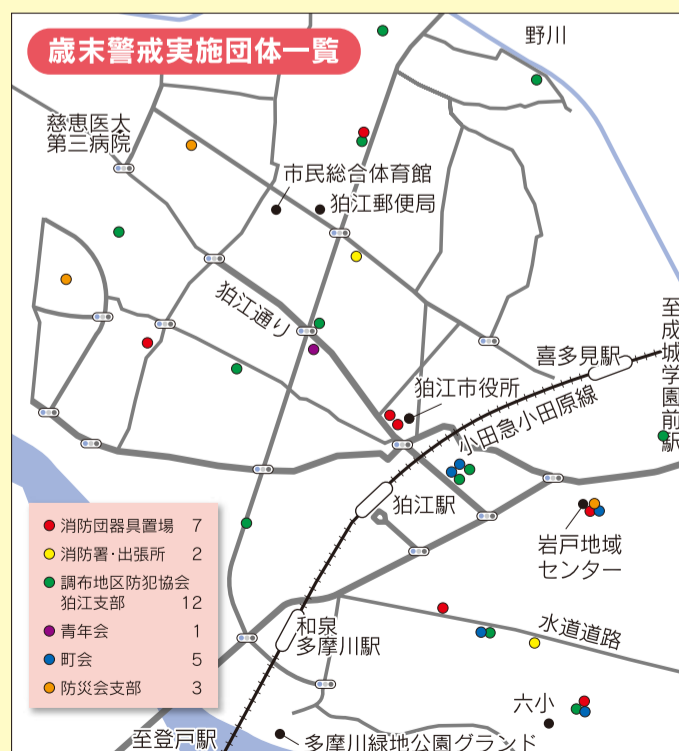 歳末警戒実施団体一覧
野川
慈恵医大
第三病院
市民総合体育館
狛江郵便局
狛江通り
至成城学園前駅
喜多見駅
狛江市役所
小田急小田原線
狛江駅
岩戸地域
センター
消防団器具置場 7
消防署・出張所 2
調布地区防犯協会
狛江支部 12
青年会 1
町会 5
防災会支部 3
和泉
多摩川駅
水道道路
六小
至登戸駅
多摩川緑地公園グランド